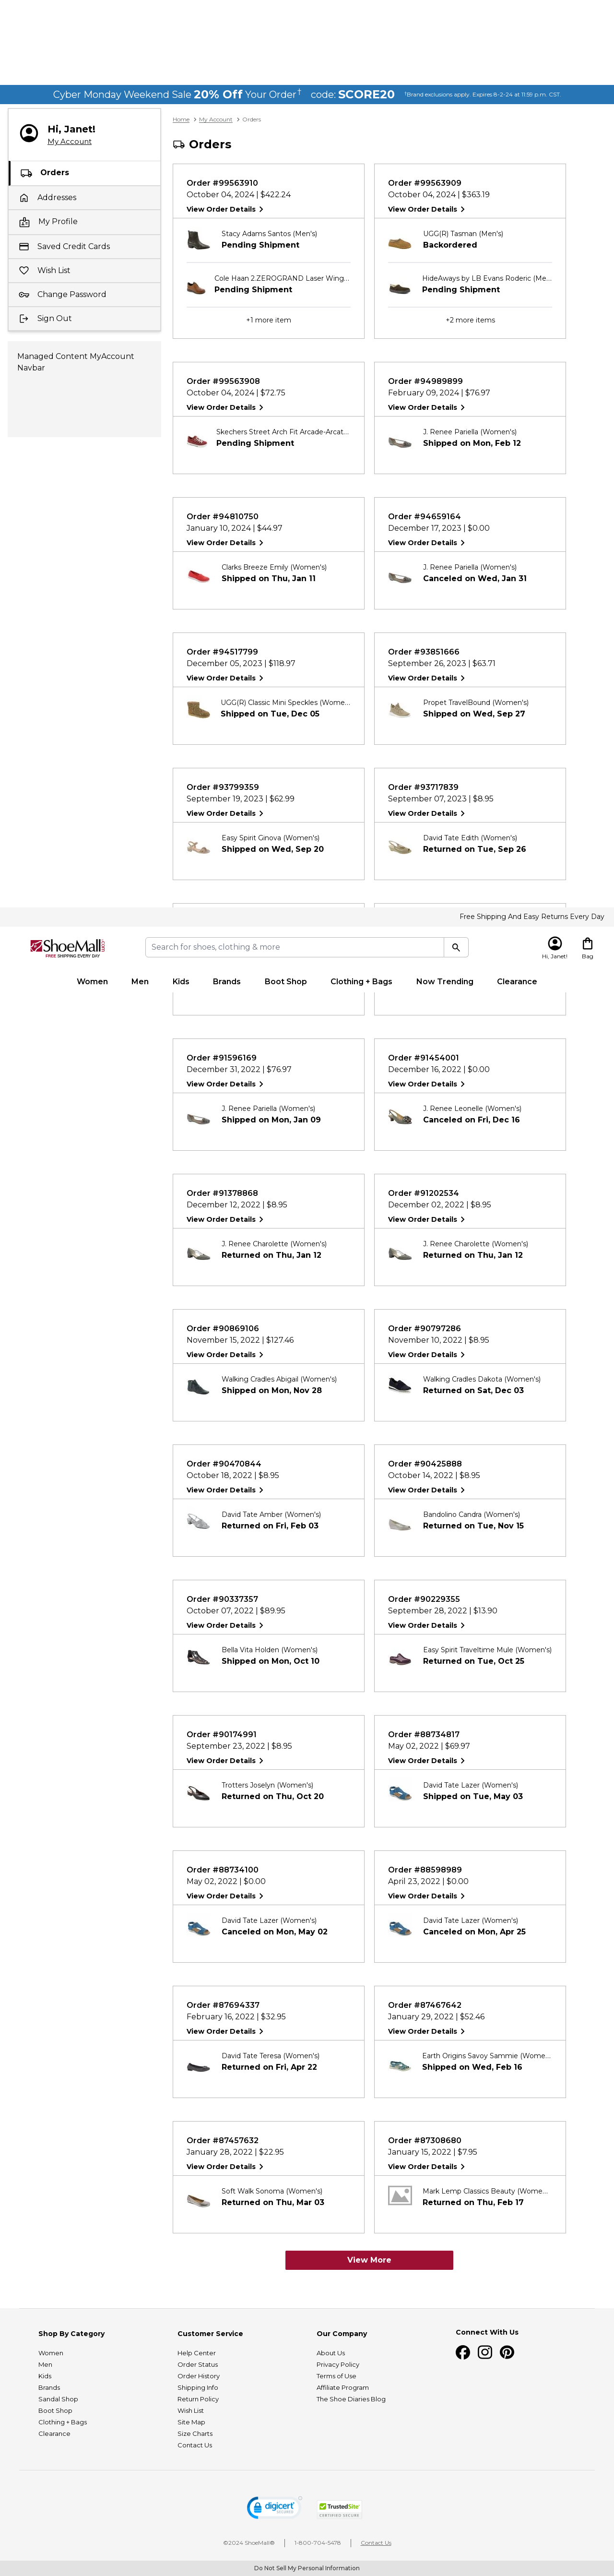 Cyber Monday Weekend Sale 20% Off Your Order† code: SCORE20 †Brand exclusions apply. Expires 8-2-24 at 11:59 p.m. CST.
Hi, Janet!
My Account
Orders
Addresses
My Profile
Saved Credit Cards
Wish List
Change Password
Sign Out
Managed Content MyAccount
Navbar
Home > My Account > Orders
Orders
Order #99563910
October 04, 2024 | $422.24
View Order Details
Stacy Adams Santos (Men's)
Pending Shipment
Cole Haan 2.ZEROGRAND Laser Wing...
Pending Shipment
+1 more item
Order #99563909
October 04, 2024 | $363.19
View Order Details
UGG(R) Tasman (Men's)
Backordered
HideAways by LB Evans Roderic (Me...
Pending Shipment
+2 more items
Order #99563908
October 04, 2024 | $72.75
View Order Details
Skechers Street Arch Fit Arcade-Arcat...
Pending Shipment
Order #94989899
February 09, 2024 | $76.97
View Order Details
J. Renee Pariella (Women's)
Shipped on Mon, Feb 12
Order #94810750
January 10, 2024 | $44.97
View Order Details
Clarks Breeze Emily (Women's)
Shipped on Thu, Jan 11
Order #94659164
December 17, 2023 | $0.00
View Order Details
J. Renee Pariella (Women's)
Canceled on Wed, Jan 31
Order #94517799
December 05, 2023 | $118.97
View Order Details
UGG(R) Classic Mini Speckles (Wome...
Shipped on Tue, Dec 05
Order #93851666
September 26, 2023 | $63.71
View Order Details
Propet TravelBound (Women's)
Shipped on Wed, Sep 27
Order #93799359
September 19, 2023 | $62.99
View Order Details
Easy Spirit Ginova (Women's)
Shipped on Wed, Sep 20
Order #93717839
September 07, 2023 | $8.95
View Order Details
David Tate Edith (Women's)
Returned on Tue, Sep 26
Free Shipping And Easy Returns Every Day
ShoeMall
FREE SHIPPING EVERY DAY
Search for shoes, clothing & more
Hi, Janet!
Bag
Women Men Kids Brands Boot Shop Clothing + Bags Now Trending Clearance
Order #91596169
December 31, 2022 | $76.97
View Order Details
J. Renee Pariella (Women's)
Shipped on Mon, Jan 09
Order #91454001
December 16, 2022 | $0.00
View Order Details
J. Renee Leonelle (Women's)
Canceled on Fri, Dec 16
Order #91378868
December 12, 2022 | $8.95
View Order Details
J. Renee Charolette (Women's)
Returned on Thu, Jan 12
Order #91202534
December 02, 2022 | $8.95
View Order Details
J. Renee Charolette (Women's)
Returned on Thu, Jan 12
Order #90869106
November 15, 2022 | $127.46
View Order Details
Walking Cradles Abigail (Women's)
Shipped on Mon, Nov 28
Order #90797286
November 10, 2022 | $8.95
View Order Details
Walking Cradles Dakota (Women's)
Returned on Sat, Dec 03
Order #90470844
October 18, 2022 | $8.95
View Order Details
David Tate Amber (Women's)
Returned on Fri, Feb 03
Order #90425888
October 14, 2022 | $8.95
View Order Details
Bandolino Candra (Women's)
Returned on Tue, Nov 15
Order #90337357
October 07, 2022 | $89.95
View Order Details
Bella Vita Holden (Women's)
Shipped on Mon, Oct 10
Order #90229355
September 28, 2022 | $13.90
View Order Details
Easy Spirit Traveltime Mule (Women's)
Returned on Tue, Oct 25
Order #90174991
September 23, 2022 | $8.95
View Order Details
Trotters Joselyn (Women's)
Returned on Thu, Oct 20
Order #88734817
May 02, 2022 | $69.97
View Order Details
David Tate Lazer (Women's)
Shipped on Tue, May 03
Order #88734100
May 02, 2022 | $0.00
View Order Details
David Tate Lazer (Women's)
Canceled on Mon, May 02
Order #88598989
April 23, 2022 | $0.00
View Order Details
David Tate Lazer (Women's)
Canceled on Mon, Apr 25
Order #87694337
February 16, 2022 | $32.95
View Order Details
David Tate Teresa (Women's)
Returned on Fri, Apr 22
Order #87467642
January 29, 2022 | $52.46
View Order Details
Earth Origins Savoy Sammie (Wome...
Shipped on Wed, Feb 16
Order #87457632
January 28, 2022 | $22.95
View Order Details
Soft Walk Sonoma (Women's)
Returned on Thu, Mar 03
Order #87308680
January 15, 2022 | $7.95
View Order Details
Mark Lemp Classics Beauty (Wome...
Returned on Thu, Feb 17
View More
Shop By Category
Women
Men
Kids
Brands
Sandal Shop
Boot Shop
Clothing + Bags
Clearance
Customer Service
Help Center
Order Status
Order History
Shipping Info
Return Policy
Wish List
Site Map
Size Charts
Contact Us
Our Company
About Us
Privacy Policy
Terms of Use
Affiliate Program
The Shoe Diaries Blog
Connect With Us
digicert
SECURED
TrustedSite
CERTIFIED SECURE
©2024 ShoeMall® | 1-800-704-5478 | Contact Us
Do Not Sell My Personal Information